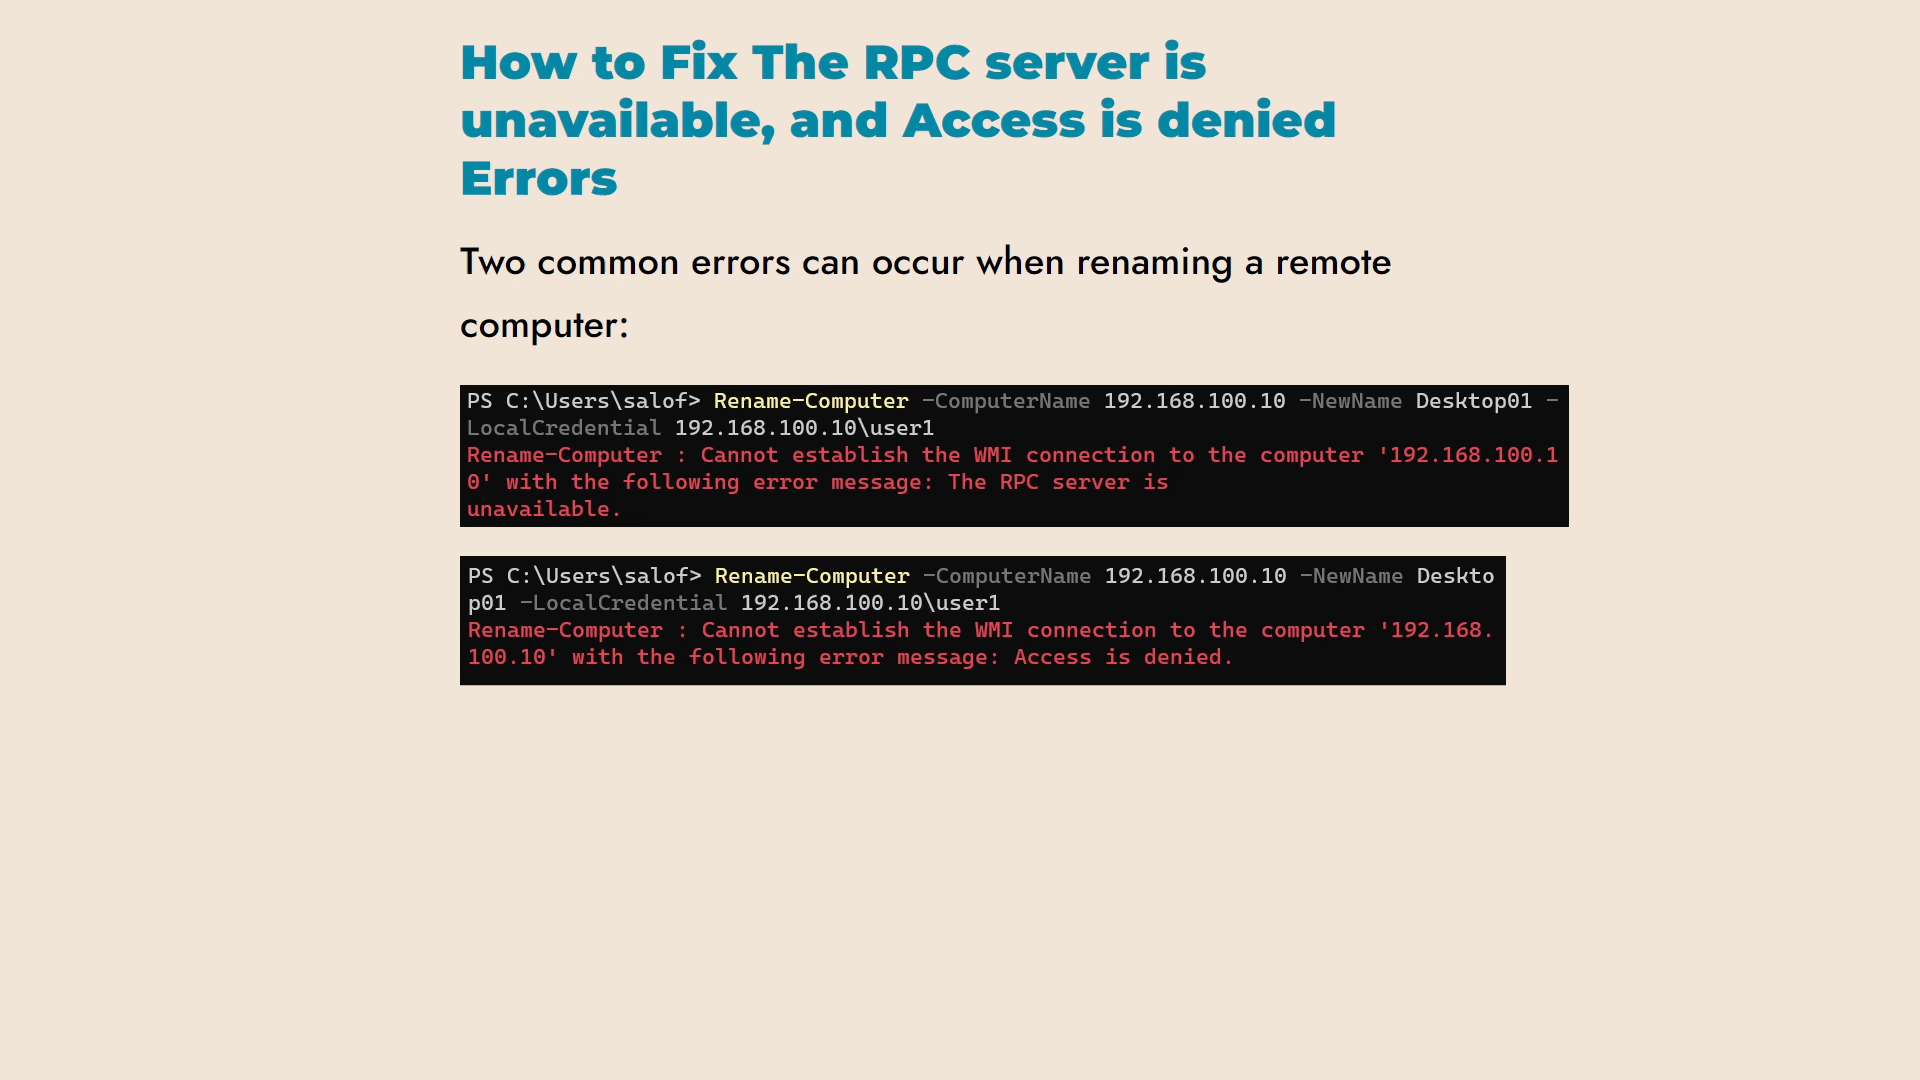 How to Fix The RPC server is
unavailable, and Access is denied
Errors
Two common errors can occur when renaming a remote
computer:
PS C:\Users\salof> Rename-Computer -ComputerName 192.168.100.10 -NewName Desktop01 -
LocalCredential 192.168.100.10\user1
Rename-Computer : Cannot establish the WMI connection to the computer '192.168.100.1
0' with the following error message: The RPC server is
unavailable.
PS C:\Users\salof> Rename-Computer -ComputerName 192.168.100.10 -NewName Deskto
p01 -LocalCredential 192.168.100.10\user1
Rename-Computer : Cannot establish the WMI connection to the computer '192.168.
100.10' with the following error message: Access is denied.